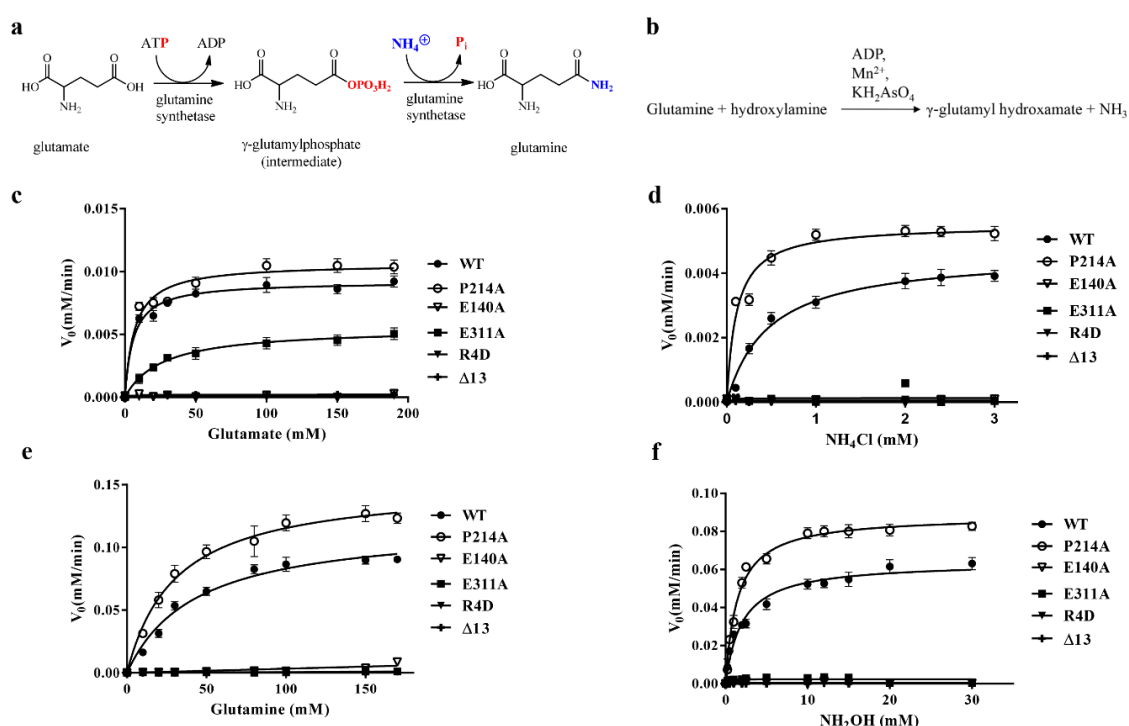 a
b
ATP
ADP
NH₄⊕
Pᵢ
O
O
HO
OH
NH₂
glutamine
synthetase
O
O
HO
OPO₃H₂
NH₂
glutamine
synthetase
O
O
HO
NH₂
NH₂
glutamate
γ-glutamylphosphate
(intermediate)
glutamine
ADP,
Mn²⁺,
KH₂AsO₄
Glutamine + hydroxylamine
γ-glutamyl hydroxamate + NH₃
c
V₀(mM/min)
0.015
0.010
0.005
0.000
0 50 100 150 200
Glutamate (mM)
WT
P214A
E140A
E311A
R4D
Δ13
d
V₀(mM/min)
0.006
0.004
0.002
0.000
0 1 2 3
NH₄Cl (mM)
WT
P214A
E140A
E311A
R4D
Δ13
e
V₀(mM/min)
0.15
0.10
0.05
0.00
0 50 100 150
Glutamine (mM)
WT
P214A
E140A
E311A
R4D
Δ13
f
V₀(mM/min)
0.10
0.08
0.06
0.04
0.02
0.00
0 10 20 30
NH₂OH (mM)
WT
P214A
E140A
E311A
R4D
Δ13